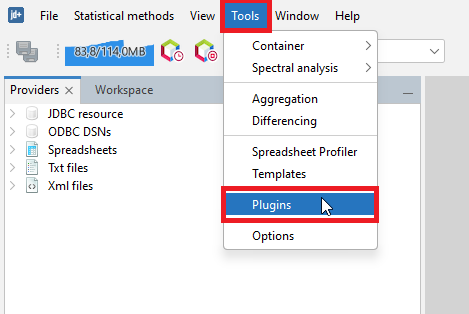 jd+ File Statistical methods View Tools Window Help
83,8/114,0MB
Providers Workspace
JDBC resource
ODBC DSNs
Spreadsheets
Txt files
Xml files
Container
Spectral analysis
Aggregation
Differencing
Spreadsheet Profiler
Templates
Plugins
Options